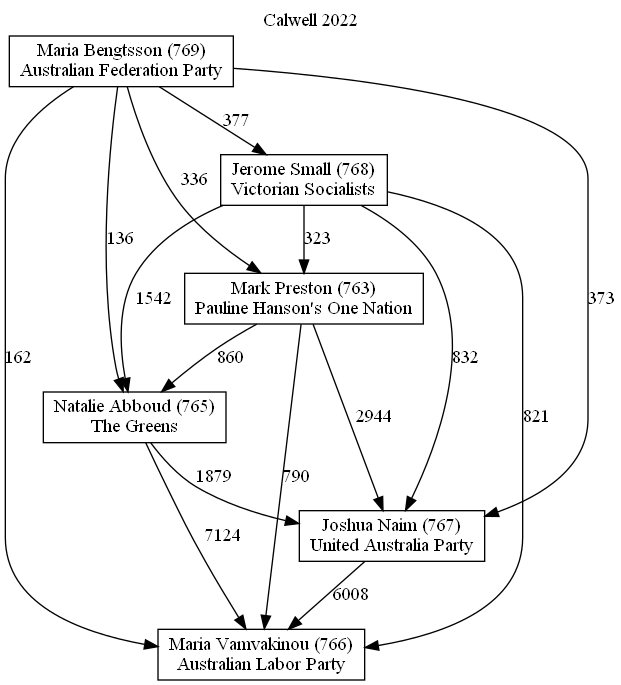 Calwell 2022
Maria Bengtsson (769)
Australian Federation Party
377
Jerome Small (768)
Victorian Socialists
336
136
323
1542
Mark Preston (763)
Pauline Hanson's One Nation
373
162
860
832
2944
821
Natalie Abboud (765)
The Greens
1879
790
7124
Joshua Naim (767)
United Australia Party
6008
Maria Vamvakinou (766)
Australian Labor Party